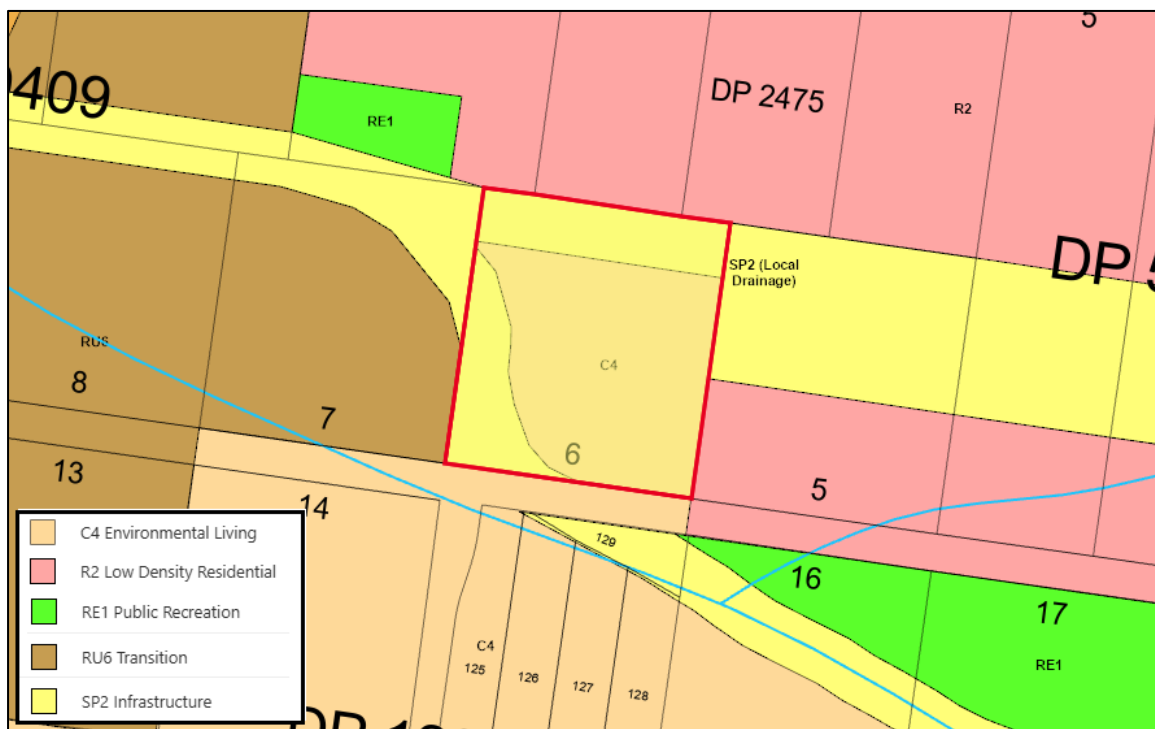 5
0409
DP 2475
RE1
R2
DP 5
SP2 (Local
Drainage)
RU6
C4
8
7
6
5
13
14
129
16
17
C4
RE1
125
126
127
128
C4 Environmental Living
R2 Low Density Residential
RE1 Public Recreation
RU6 Transition
SP2 Infrastructure